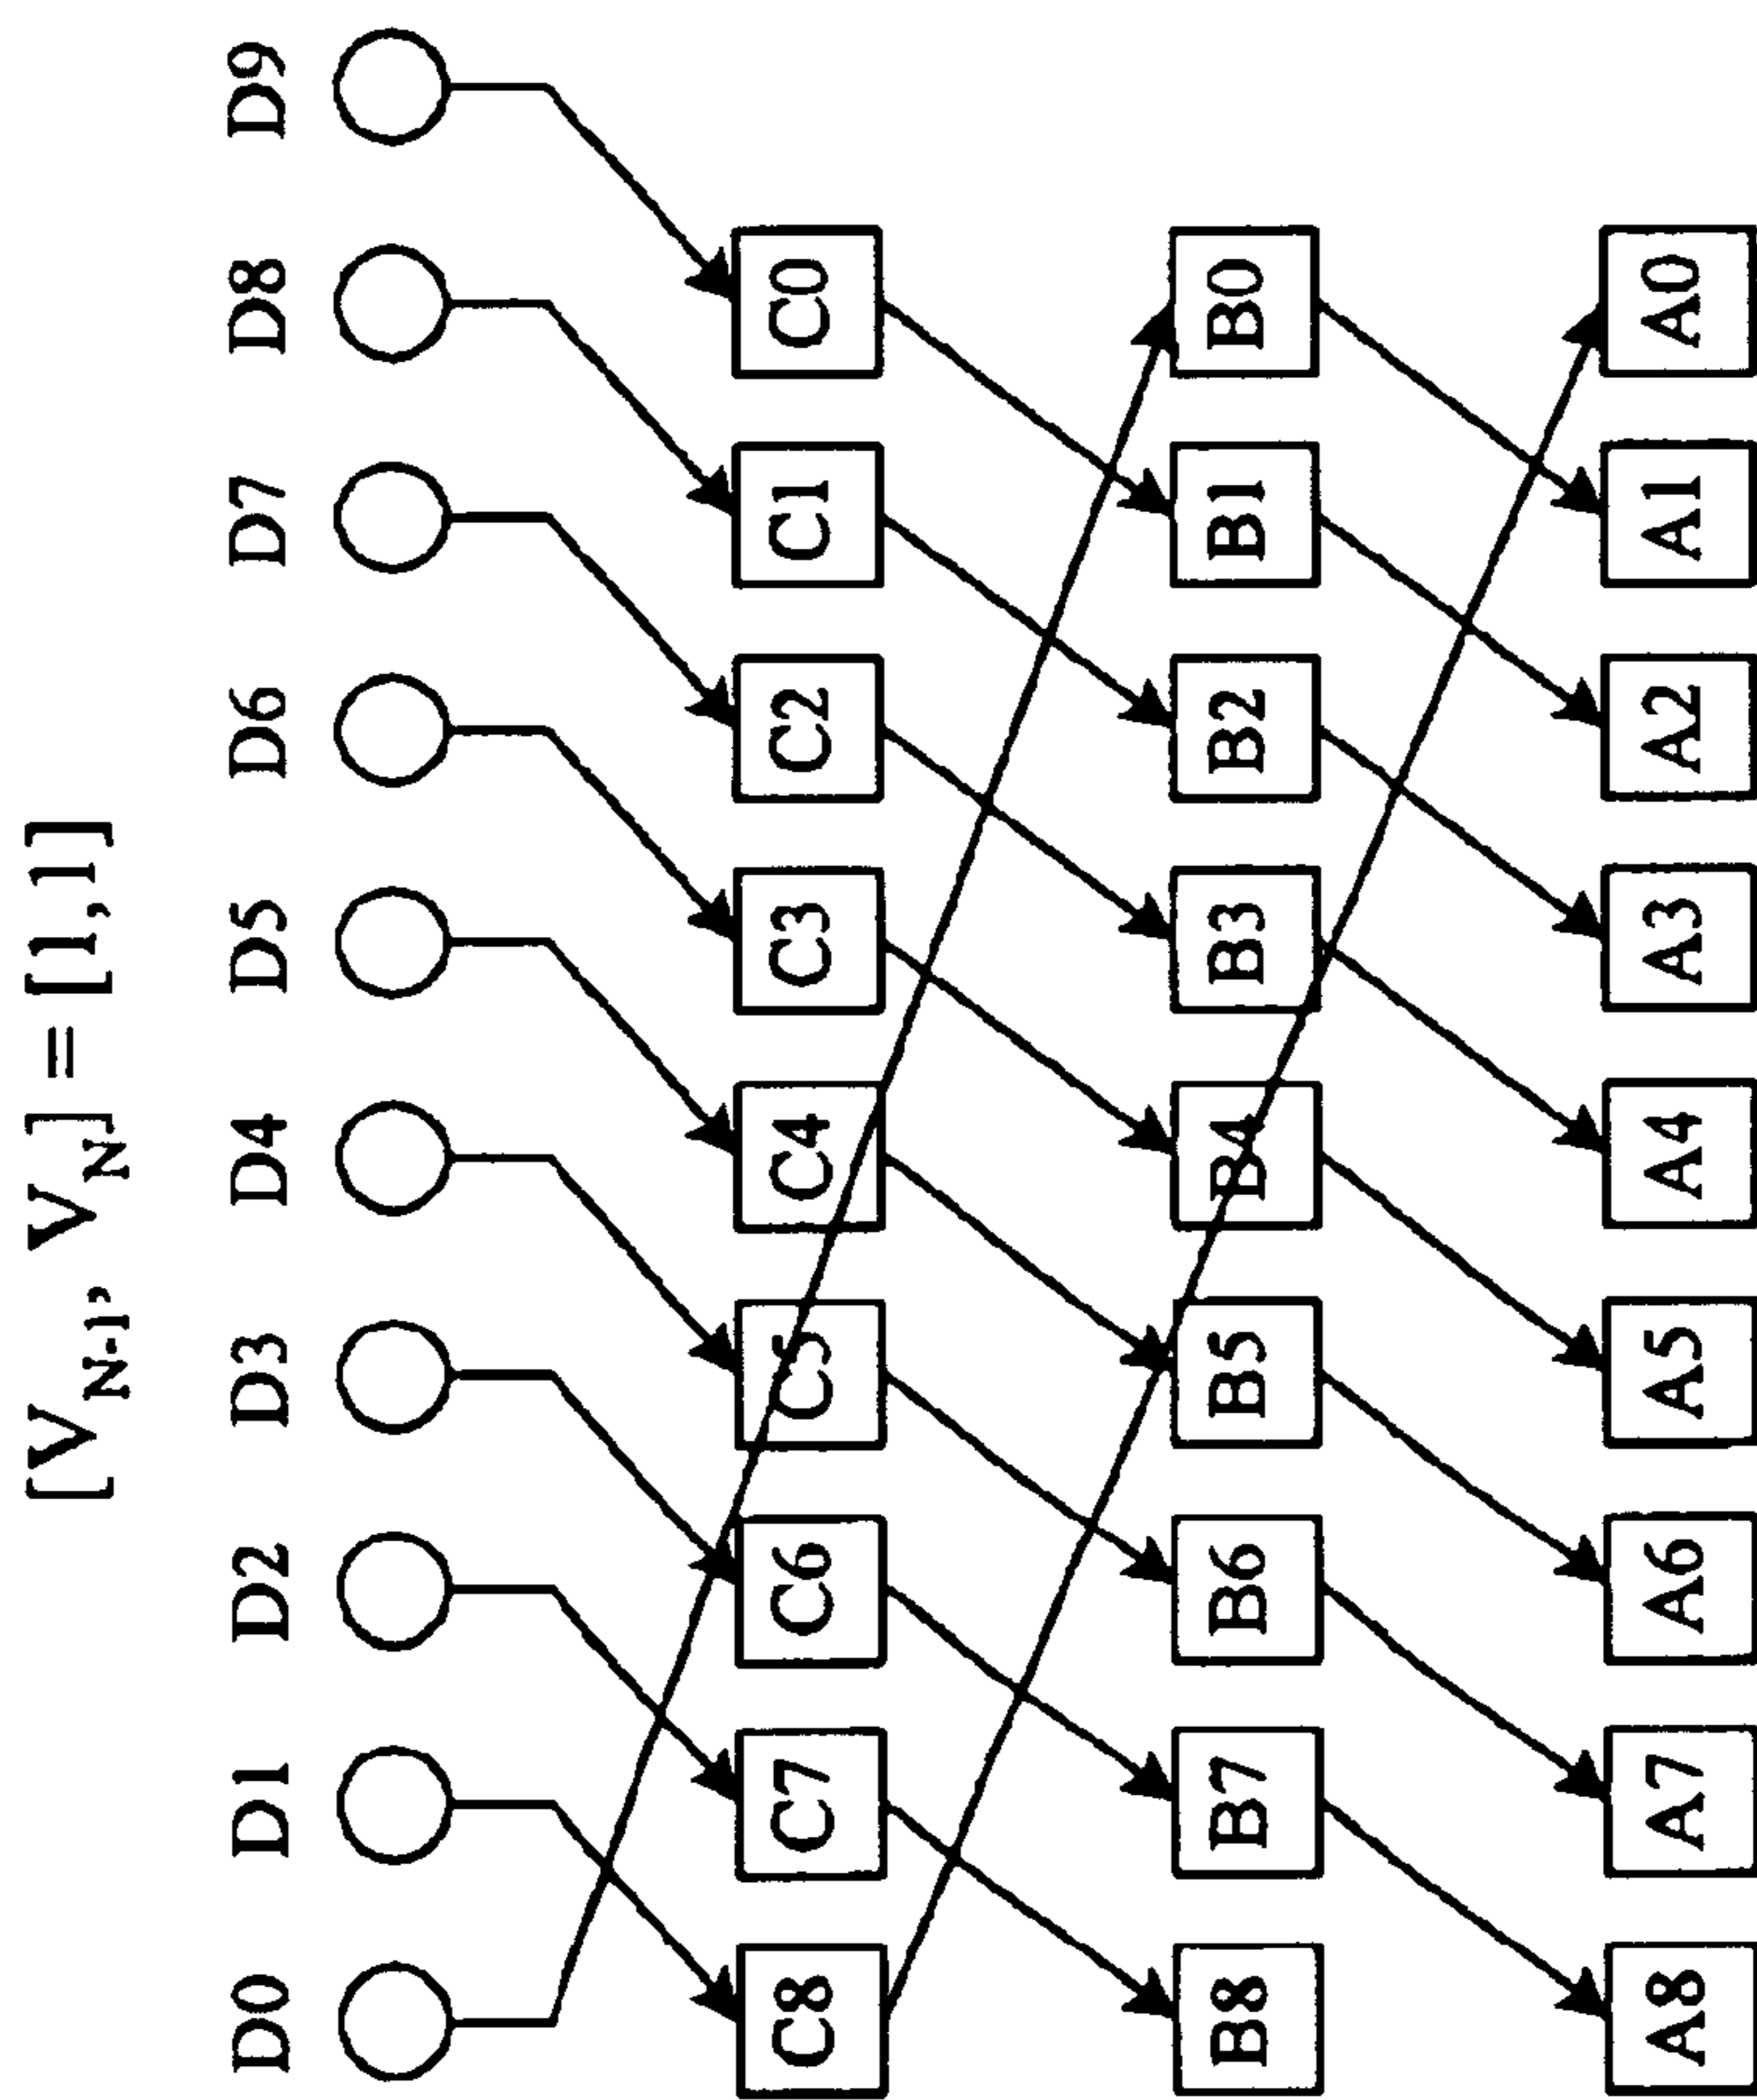 [V_{N-1}, V_N] = [1,1]
D0 D1 D2 D3 D4 D5 D6 D7 D8 D9
C8 C7 C6 C5 C4 C3 C2 C1 C0
B8 B7 B6 B5 B4 B3 B2 B1 B0
A8 A7 A6 A5 A4 A3 A2 A1 A0